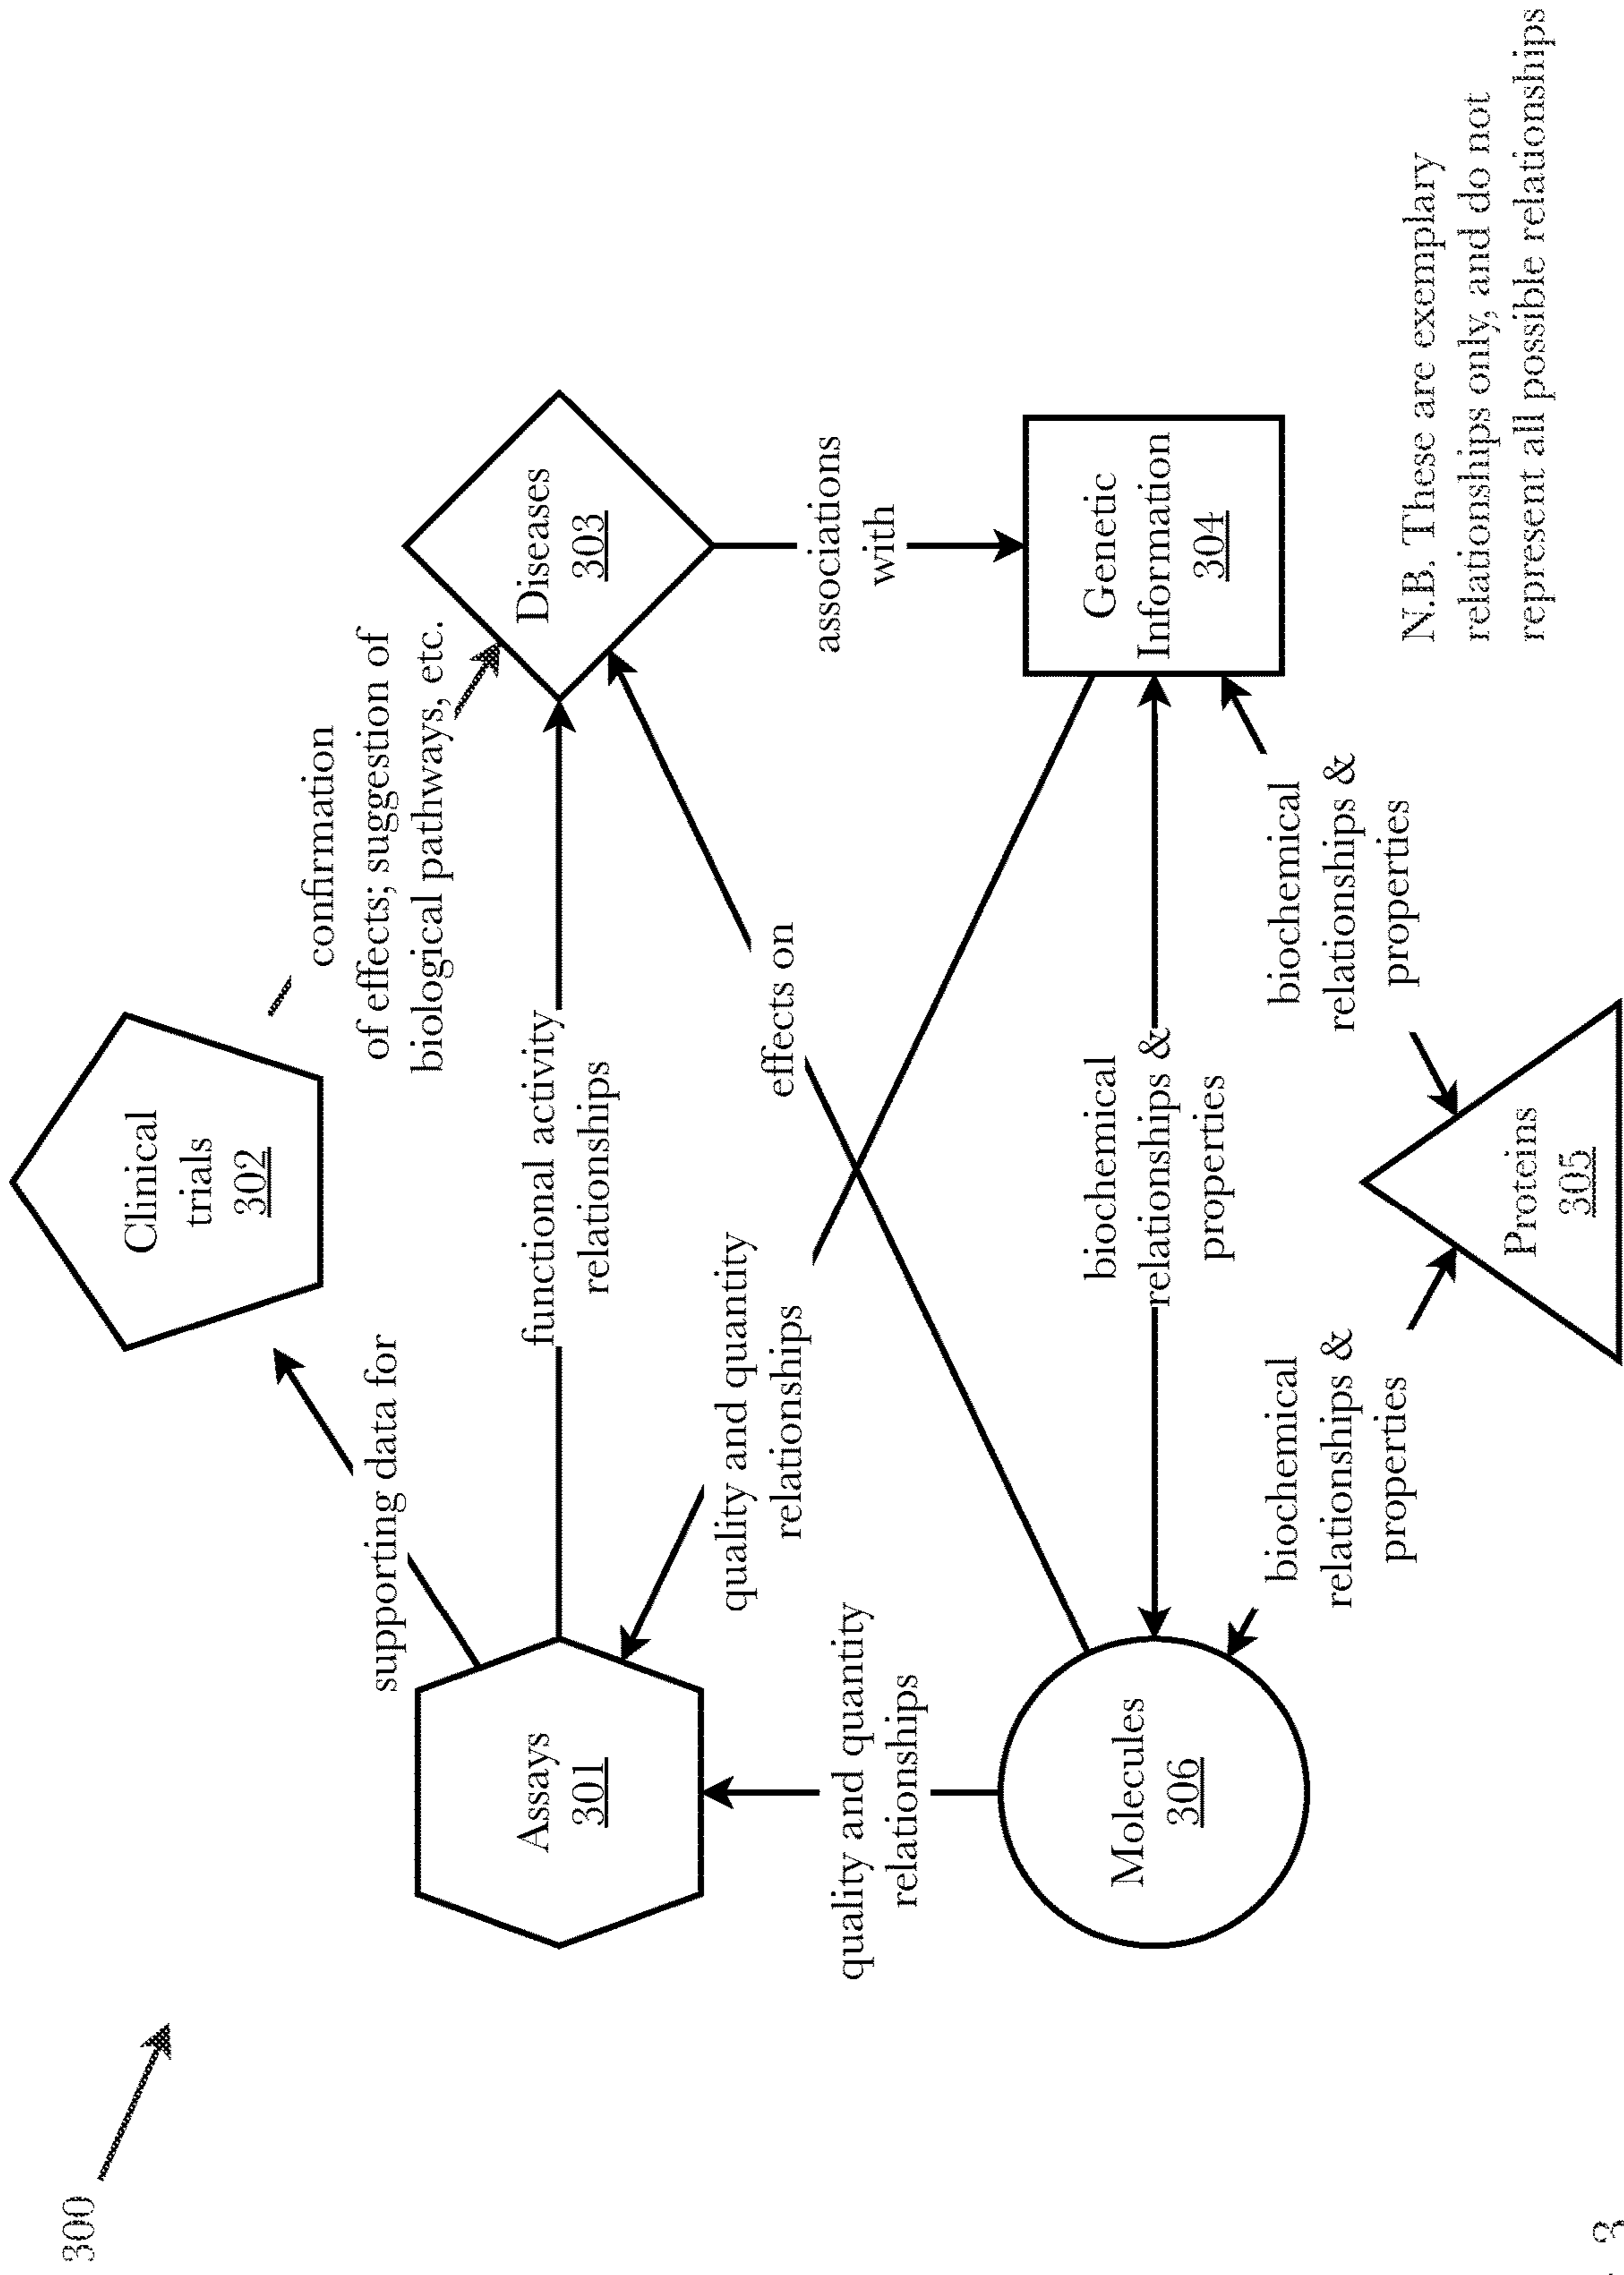 300
Clinical
trials
302
supporting data for
confirmation
of effects; suggestion of
biological pathways, etc.
Assays
301
functional activity
relationships
Diseases
303
quality and quantity
relationships
effects on
quality and quantity
relationships
associations
with
Molecules
306
biochemical
relationships &
properties
Genetic
Information
304
biochemical
relationships &
properties
biochemical
relationships &
properties
Proteins
305
N.B. These are exemplary
relationships only, and do not
represent all possible relationships
3